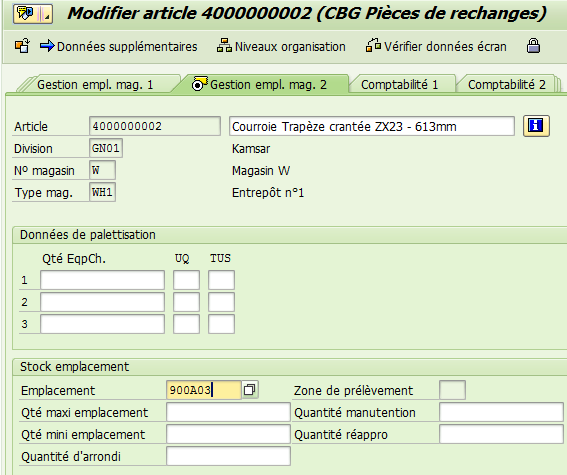 Modifier article 4000000002 (CBG Pièces de rechanges)
Données supplémentaires Niveaux organisation Vérifier données écran
Gestion empl. mag. 1 Gestion empl. mag. 2 Comptabilité 1 Comptabilité 2
Article 4000000002 Courroie Trapèze crantée ZX23 - 613mm
Division GN01 Kamsar
Nº magasin W Magasin W
Type mag. WH1 Entrepôt n°1
Données de palettisation
Qté EqpCh. UQ TUS
1
2
3
Stock emplacement
Emplacement 900A03 Zone de prélèvement
Qté maxi emplacement Quantité manutention
Qté mini emplacement Quantité réappro
Quantité d'arrondi